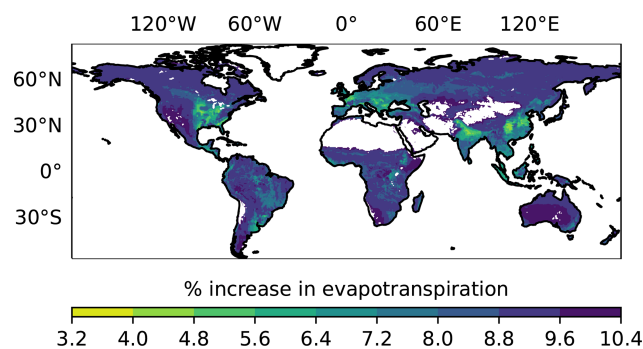 120°W 60°W 0° 60°E 120°E
60°N
30°N
0°
30°S
% increase in evapotranspiration
3.2 4.0 4.8 5.6 6.4 7.2 8.0 8.8 9.6 10.4